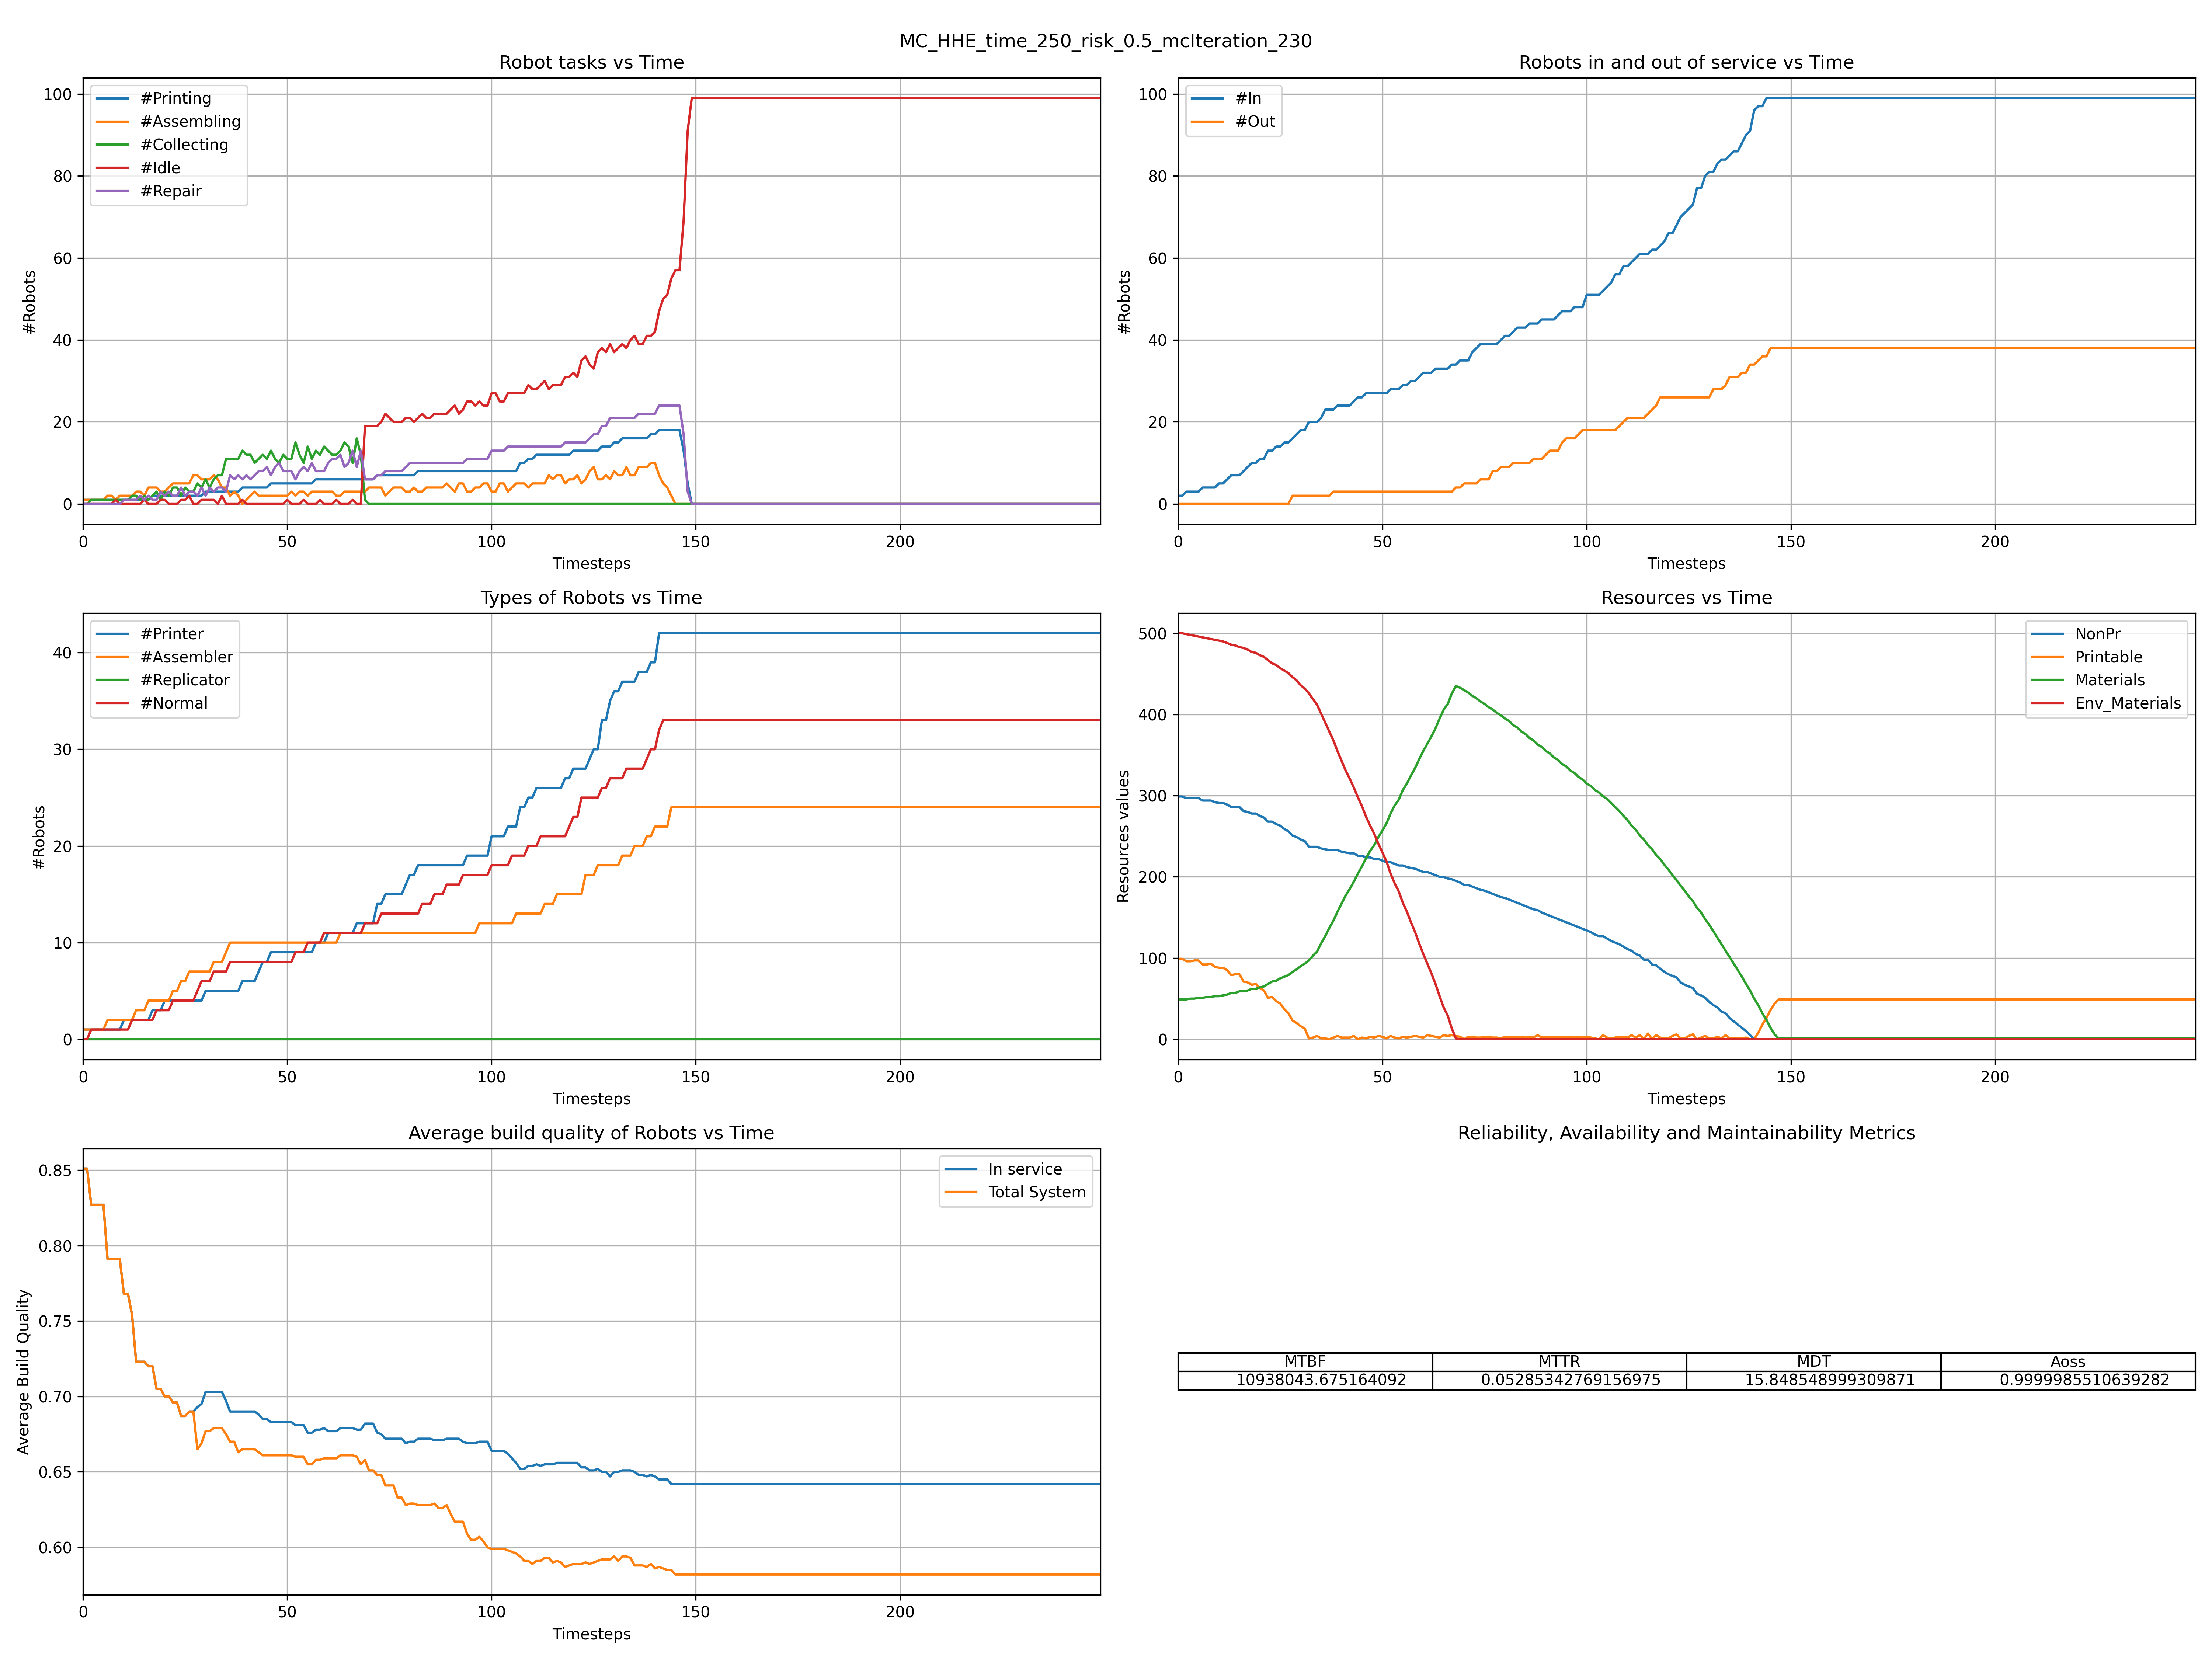 MC_HHE_time_250_risk_0.5_mcIteration_230
Robot tasks vs Time
#Printing
#Assembling
#Collecting
#Idle
#Repair
100
80
60
40
20
0
#Robots
0 50 100 150 200
Timesteps
Robots in and out of service vs Time
#In
#Out
100
80
60
40
20
0
#Robots
0 50 100 150 200
Timesteps
Types of Robots vs Time
#Printer
#Assembler
#Replicator
#Normal
40
30
20
10
0
#Robots
0 50 100 150 200
Timesteps
Resources vs Time
NonPr
Printable
Materials
Env_Materials
500
400
300
200
100
0
Resources values
0 50 100 150 200
Timesteps
Average build quality of Robots vs Time
In service
Total System
0.85
0.80
0.75
0.70
0.65
0.60
Average Build Quality
0 50 100 150 200
Timesteps
Reliability, Availability and Maintainability Metrics
MTBF MTTR MDT Aoss
10938043.675164092 0.05285342769156975 15.848548999309871 0.9999985510639282